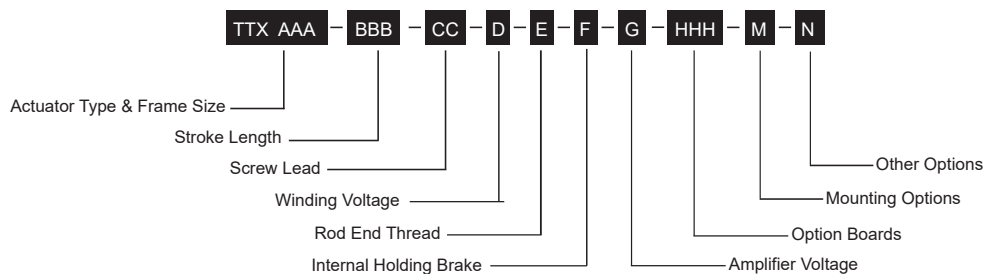 TTX AAA - BBB - CC - D - E - F - G - HHH - M - N
Actuator Type & Frame Size
Stroke Length
Screw Lead
Winding Voltage
Rod End Thread
Internal Holding Brake
Other Options
Mounting Options
Option Boards
Amplifier Voltage